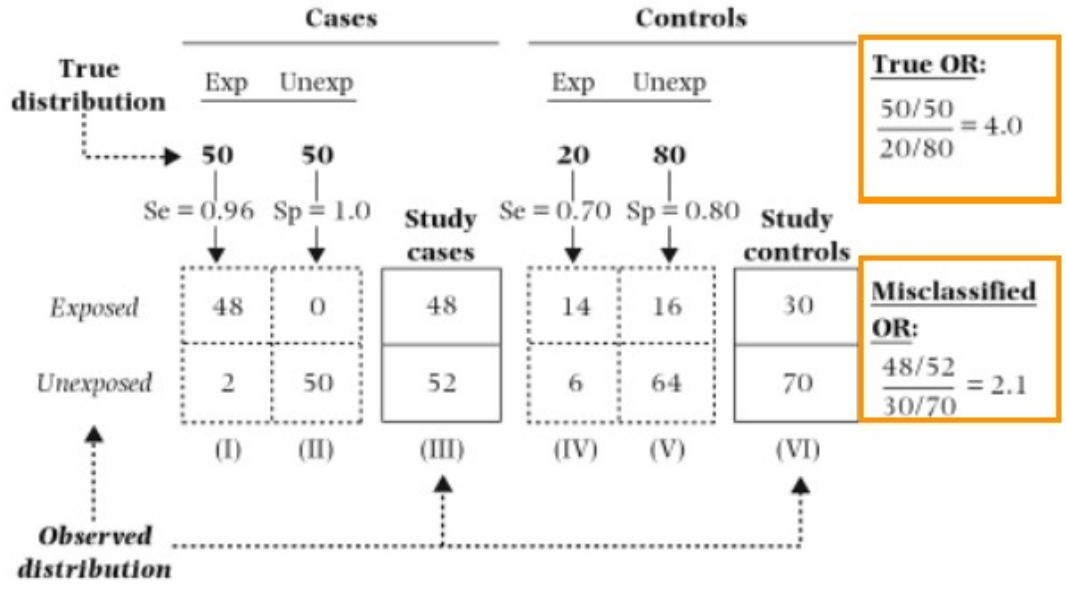 Cases Controls
True distribution
Exp Unexp Exp Unexp
50 50 20 80
Se = 0.96 Sp = 1.0 Se = 0.70 Sp = 0.80
Study cases
Study controls
Exposed 48 0 48 14 16 30
Unexposed 2 50 52 6 64 70
(I) (II) (III) (IV) (V) (VI)
Observed distribution
True OR:
50/50
20/80
= 4.0
Misclassified
OR:
48/52
30/70
= 2.1